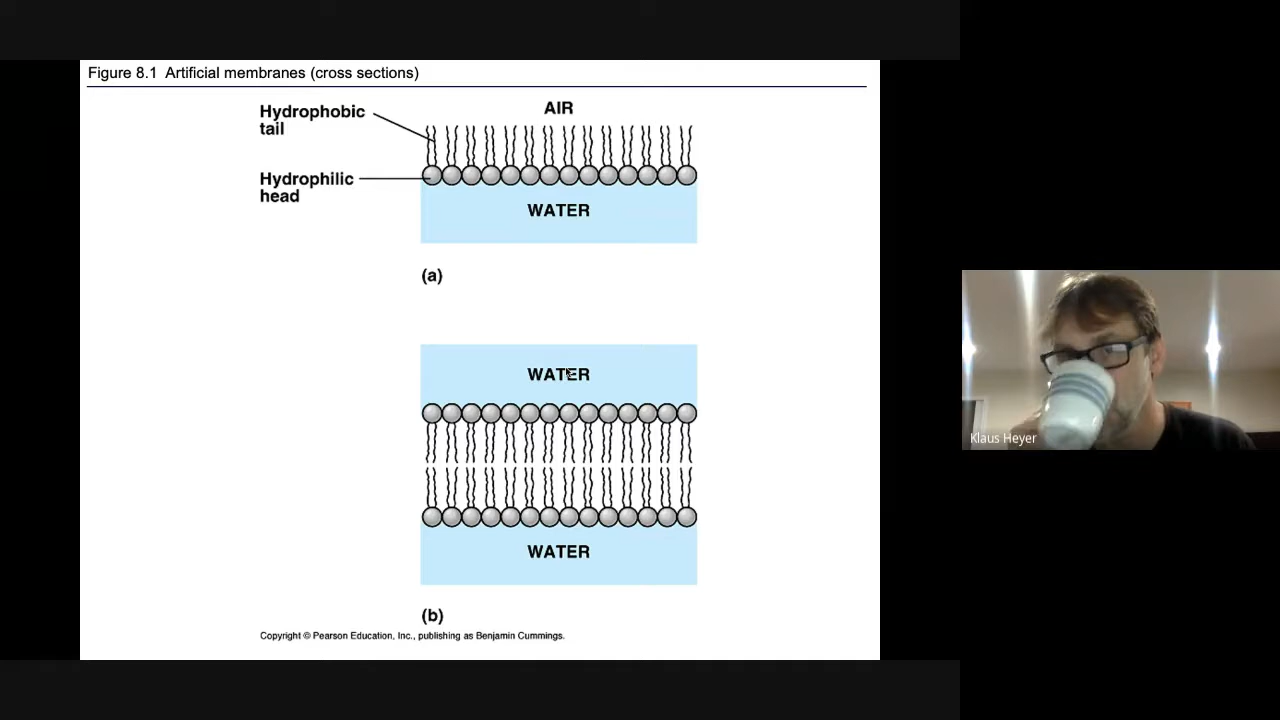 Figure 8.1 Artificial membranes (cross sections)
Hydrophobic
tail
AIR
Hydrophilic
head
WATER
(a)
WATER
WATER
(b)
Copyright © Pearson Education, Inc., publishing as Benjamin Cummings.
Klaus Heyer